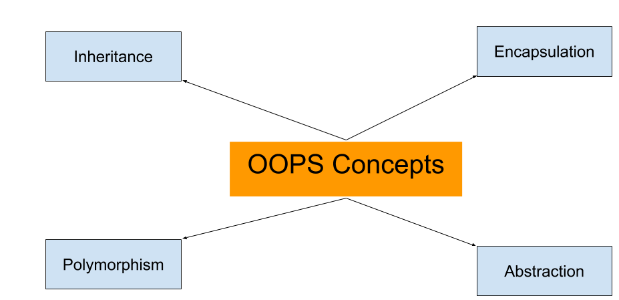 Inheritance
Encapsulation
OOPS Concepts
Polymorphism
Abstraction